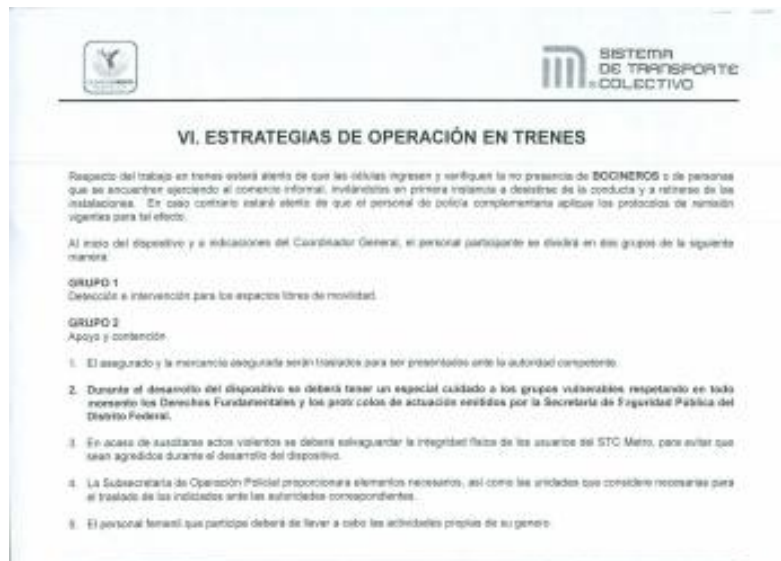 SISTEMA
DE TRANSPORTE
COLECTIVO
VI. ESTRATEGIAS DE OPERACIÓN EN TRENES
Respecto del trabajo en trenes estará atento de que las células ingresen y verifiquen la no presencia de BOCINEROS o de personas
que se encuentren ejerciendo el comercio informal, invitándolos en primera instancia a desistirse de la conducta y a retirarse de las
instalaciones. En caso contrario estará atento de que el personal de policía complementaria aplique los protocolos de remisión
vigentes para tal efecto.
Al inicio del dispositivo y a indicaciones del Coordinador General, el personal participante se dividirá en dos grupos de la siguiente
manera:
GRUPO 1
Detección e intervención para los espacios libres de movilidad.
GRUPO 2
Apoyo y contención
1. El asegurado y la mercancía asegurada serán trasladados para ser presentados ante la autoridad competente.
2. Durante el desarrollo del dispositivo se deberá tener un especial cuidado a los grupos vulnerables respetando en todo
momento los Derechos Fundamentales y los protocolos de actuación emitidos por la Secretaría de Seguridad Pública del
Distrito Federal.
3. En acaso de suscitarse actos violentos se deberá salvaguardar la integridad física de los usuarios del STC Metro, para evitar que
sean agredidos durante el desarrollo del dispositivo.
4. La Subsecretaría de Operación Policial proporcionara elementos necesarios, así como las unidades que considere necesarias para
el traslado de los indiciados ante las autoridades correspondientes.
5. El personal femenil que participe deberá de llevar a cabo las actividades propias de su genero.